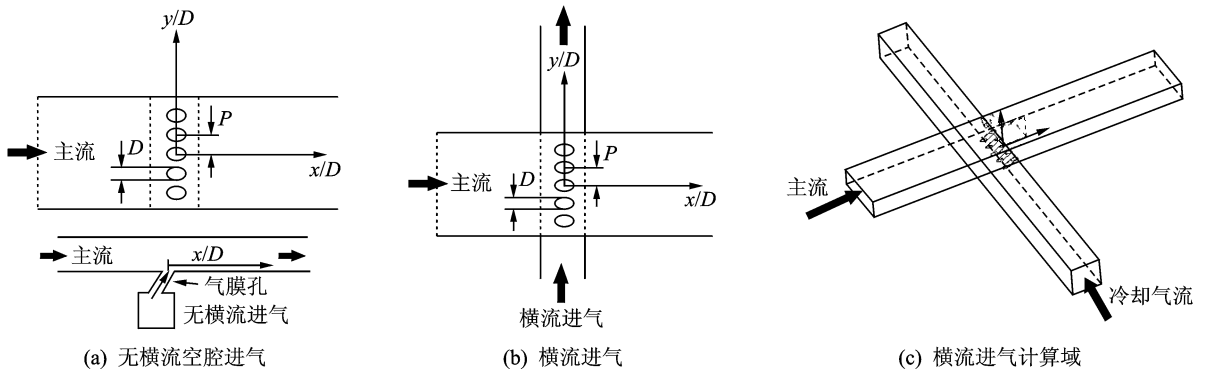 y/D
P
D
主流
x/D
主流
x/D
气膜孔
无横流进气
(a) 无横流空腔进气
y/D
P
主流
D
x/D
横流进气
(b) 横流进气
主流
冷却气流
(c) 横流进气计算域